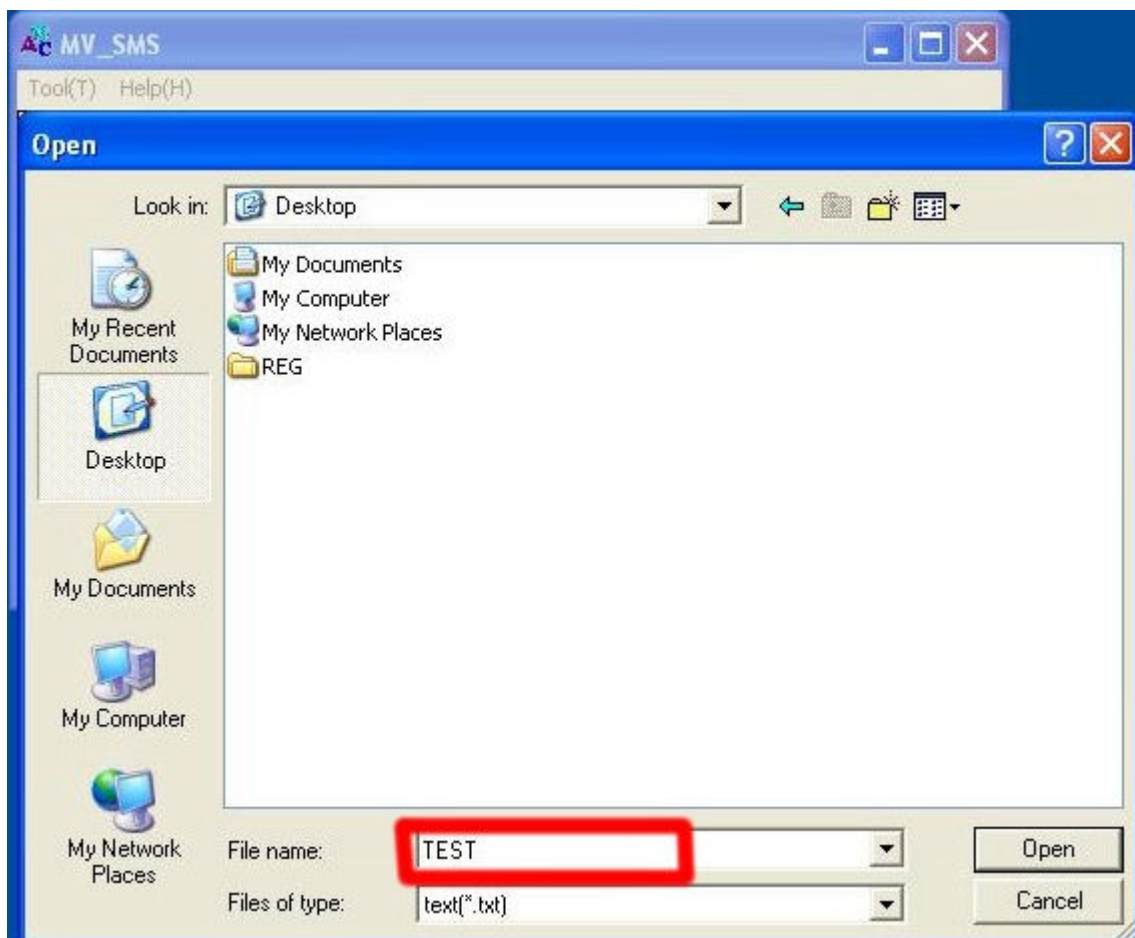 MV_SMS
Tool(T) Help(H)
Open
Look in: Desktop
My Documents
My Computer
My Network Places
REG
My Recent
Documents
Desktop
My Documents
My Computer
My Network
Places
File name: TEST Open
Files of type: text(*.txt) Cancel